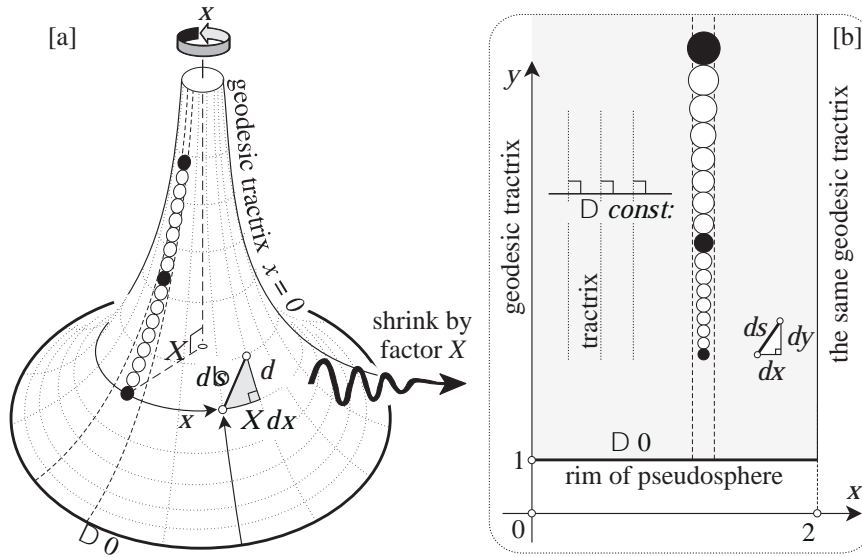 [a]
x
geodesic tractrix x = 0
X
x
d
X dx
D 0
shrink by
factor X
[b]
y
geodesic tractrix
D const:
tractrix
ds
dy
dx
the same geodesic tractrix
D 0
1
rim of pseudosphere
0
2
x